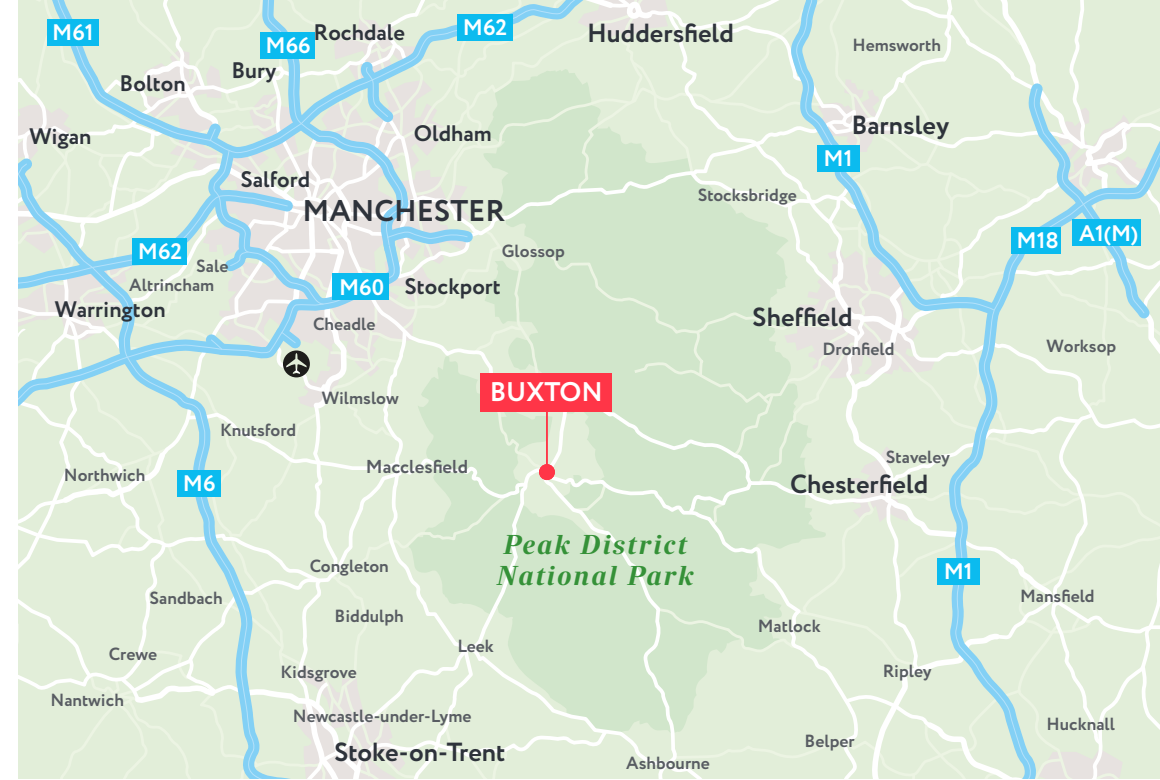 M61
M66
Rochdale
M62
Huddersfield
Hemsworth
Bolton
Bury
Wigan
Oldham
Barnsley
M1
Salford
Stocksbridge
MANCHESTER
M62
Sale
Glossop
M18
A1(M)
Altrincham
M60
Stockport
Warrington
Cheadle
Sheffield
Dronfield
Worksop
BUXTON
Wilmslow
Knutsford
Macclesfield
Staveley
Northwich
M6
Chesterfield
Peak District
National Park
M1
Congleton
Sandbach
Mansfield
Biddulph
Matlock
Leek
Crewe
Kidsgrove
Ripley
Nantwich
Newcastle-under-Lyme
Hucknall
Belper
Stoke-on-Trent
Ashbourne